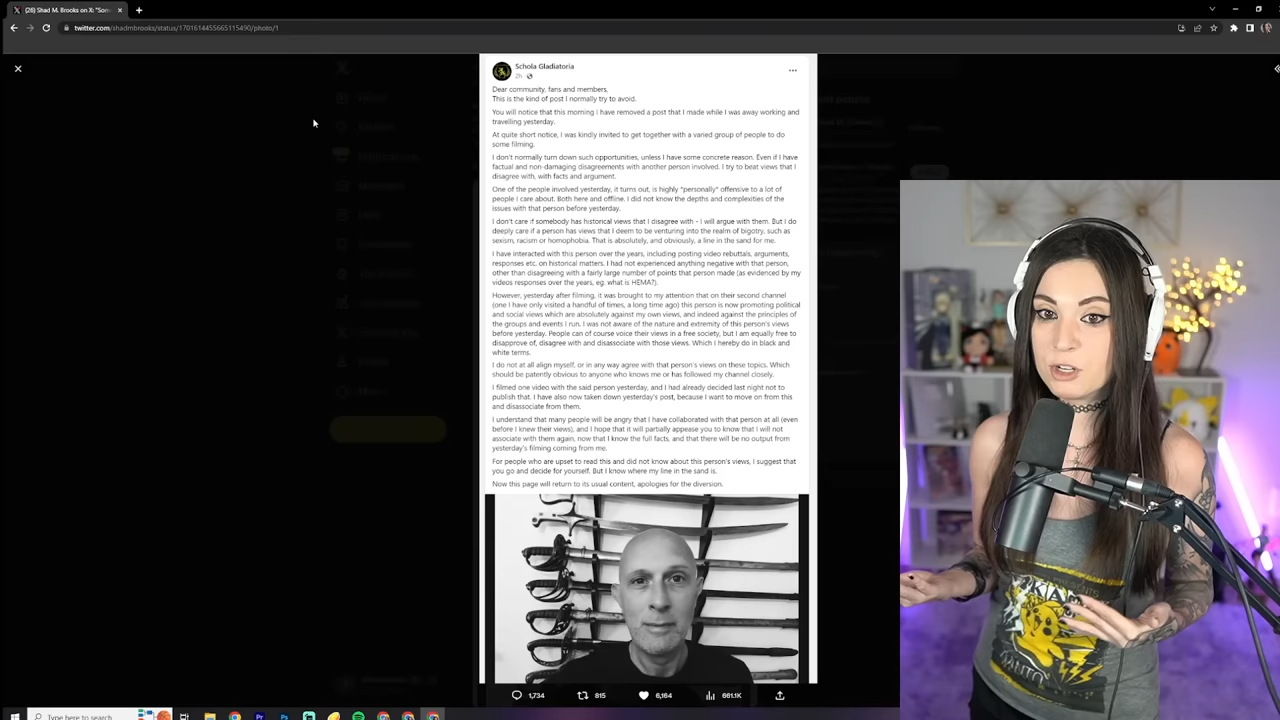 (28) Shad M. Brooks on X: "Som
twitter.com/shadmbrooks/status/1701614455665115490/photo/1
Schola Gladiatoria
2h
Dear community, fans and members,
This is the kind of post I normally try to avoid.
You will notice that this morning I have removed a post that I made while I was away working and
travelling yesterday.
At quite short notice, I was kindly invited to get together with a varied group of people to do
some filming.
I don't normally turn down such opportunities, unless I have some concrete reason. Even if I have
factual and non-damaging disagreements with another person involved. I try to beat views that I
disagree with, with facts and argument.
One of the people involved yesterday, it turns out, is highly "personally" offensive to a lot of
people I care about. Both here and offline. I did not know the depths and complexities of the
issues with that person before yesterday.
I don't care if somebody has historical views that I disagree with - I will argue with them. But I do
deeply care if a person has views that I deem to be venturing into the realm of bigotry, such as
sexism, racism or homophobia. That is absolutely, and obviously, a line in the sand for me.
I have interacted with this person over the years, including posting video rebuttals, arguments,
responses etc. on historical matters. I had not experienced anything negative with that person,
other than disagreeing with a fairly large number of points that person made (as evidenced by my
videos responses over the years, eg. what is HEMA?).
However, yesterday after filming, it was brought to my attention that on their second channel
(one I have only visited a handful of times, a long time ago) this person is now promoting political
and social views which are absolutely against my own views, and indeed against the principles of
the groups and events I run. I was not aware of the nature and extremity of this person's views
before yesterday. People can of course voice their views in a free society, but I am equally free to
disapprove of, disagree with and disassociate with those views. Which I hereby do in black and
white terms.
I do not at all align myself, or in any way agree with that person's views on these topics. Which
should be patently obvious to anyone who knows me or has followed my channel closely.
I filmed one video with the said person yesterday, and I had already decided last night not to
publish that. I have also now taken down yesterday's post, because I want to move on from this
and disassociate from them.
I understand that many people will be angry that I have collaborated with that person at all (even
before I knew their views), and I hope that it will partially appease you to know that I will not
associate with them again, now that I know the full facts, and that there will be no output from
yesterday's filming coming from me.
For people who are upset to read this and did not know about this person's views, I suggest that
you go and decide for yourself. But I know where my line in the sand is.
Now this page will return to its usual content, apologies for the diversion.
1,734
815
6,184
661.1K
Type here to search